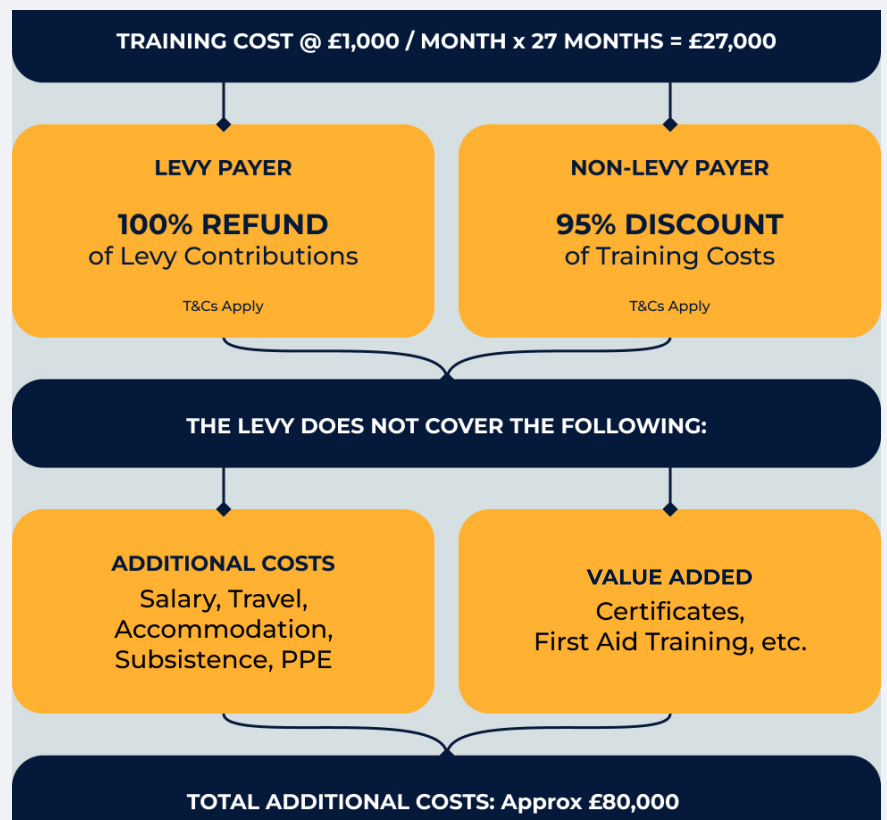 TRAINING COST @ £1,000 / MONTH x 27 MONTHS = £27,000
LEVY PAYER
100% REFUND
of Levy Contributions
T&Cs Apply
NON-LEVY PAYER
95% DISCOUNT
of Training Costs
T&Cs Apply
THE LEVY DOES NOT COVER THE FOLLOWING:
ADDITIONAL COSTS
Salary, Travel,
Accommodation,
Subsistence, PPE
VALUE ADDED
Certificates,
First Aid Training, etc.
TOTAL ADDITIONAL COSTS: Approx £80,000